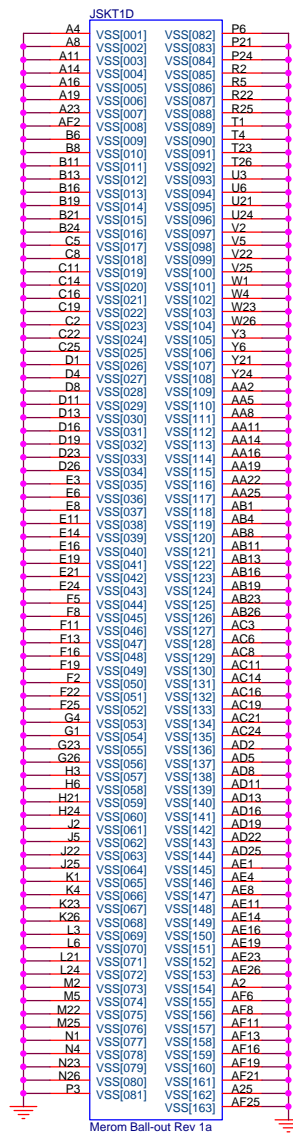 JSKT1D
A4 VSS[001] VSS[082] P6
A8 VSS[002] VSS[083] P21
A11 VSS[003] VSS[084] P24
A14 VSS[004] VSS[085] R2
A16 VSS[005] VSS[086] R5
A19 VSS[006] VSS[087] R22
A23 VSS[007] VSS[088] R25
AF2 VSS[008] VSS[089] T1
B6 VSS[009] VSS[090] T4
B8 VSS[010] VSS[091] T23
B11 VSS[011] VSS[092] T26
B13 VSS[012] VSS[093] U3
B16 VSS[013] VSS[094] U6
B19 VSS[014] VSS[095] U21
B21 VSS[015] VSS[096] U24
B24 VSS[016] VSS[097] V2
C5 VSS[017] VSS[098] V5
C8 VSS[018] VSS[099] V22
C11 VSS[019] VSS[100] V25
C14 VSS[020] VSS[101] W1
C16 VSS[021] VSS[102] W4
C19 VSS[022] VSS[103] W23
C2 VSS[023] VSS[104] W26
C22 VSS[024] VSS[105] Y3
C25 VSS[025] VSS[106] Y6
D1 VSS[026] VSS[107] Y21
D4 VSS[027] VSS[108] Y24
D8 VSS[028] VSS[109] AA2
D11 VSS[029] VSS[110] AA5
D13 VSS[030] VSS[111] AA8
D16 VSS[031] VSS[112] AA11
D19 VSS[032] VSS[113] AA14
D23 VSS[033] VSS[114] AA16
D26 VSS[034] VSS[115] AA19
E3 VSS[035] VSS[116] AA22
E6 VSS[036] VSS[117] AA25
E8 VSS[037] VSS[118] AB1
E11 VSS[038] VSS[119] AB4
E14 VSS[039] VSS[120] AB8
E16 VSS[040] VSS[121] AB11
E19 VSS[041] VSS[122] AB13
E21 VSS[042] VSS[123] AB16
E24 VSS[043] VSS[124] AB19
F5 VSS[044] VSS[125] AB23
F8 VSS[045] VSS[126] AB26
F11 VSS[046] VSS[127] AC3
F13 VSS[047] VSS[128] AC6
F16 VSS[048] VSS[129] AC8
F19 VSS[049] VSS[130] AC11
F2 VSS[050] VSS[131] AC14
F22 VSS[051] VSS[132] AC16
F25 VSS[052] VSS[133] AC19
G4 VSS[053] VSS[134] AC21
G1 VSS[054] VSS[135] AC24
G23 VSS[055] VSS[136] AD2
G26 VSS[056] VSS[137] AD5
H3 VSS[057] VSS[138] AD8
H6 VSS[058] VSS[139] AD11
H21 VSS[059] VSS[140] AD13
H24 VSS[060] VSS[141] AD16
J2 VSS[061] VSS[142] AD19
J5 VSS[062] VSS[143] AD22
J22 VSS[063] VSS[144] AD25
J25 VSS[064] VSS[145] AE1
K1 VSS[065] VSS[146] AE4
K4 VSS[066] VSS[147] AE8
K23 VSS[067] VSS[148] AE11
K26 VSS[068] VSS[149] AE14
L3 VSS[069] VSS[150] AE16
L6 VSS[070] VSS[151] AE19
L21 VSS[071] VSS[152] AE23
L24 VSS[072] VSS[153] AE26
M2 VSS[073] VSS[154] A2
M5 VSS[074] VSS[155] AF6
M22 VSS[075] VSS[156] AF8
M25 VSS[076] VSS[157] AF11
N1 VSS[077] VSS[158] AF13
N4 VSS[078] VSS[159] AF16
N23 VSS[079] VSS[160] AF19
N26 VSS[080] VSS[161] AF21
P3 VSS[081] VSS[162] A25
VSS[163] AF25
Merom Ball-out Rev 1a